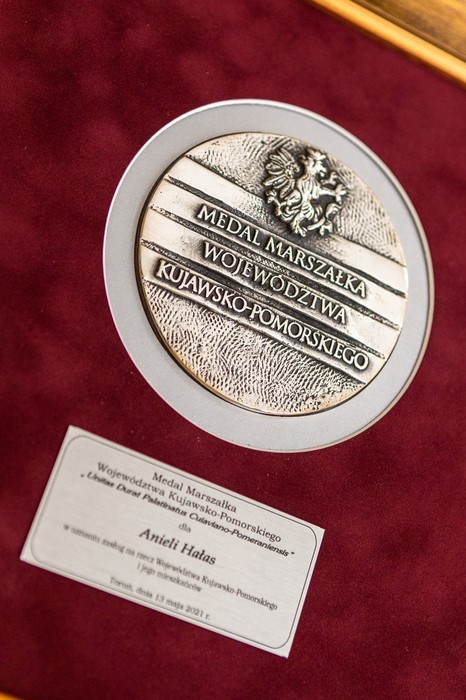 MEDAL MARSZAŁKA
WOJEWÓDZTWA
KUJAWSKO-POMORSKIEGO
Medal Marszałka
Województwa Kujawsko-Pomorskiego
„Unitas Durat Palatinatus Cuiaviano-Pomeraniensis"
dla
Anieli Hałas
w uznaniu zasług na rzecz Województwa Kujawsko-Pomorskiego
i jego mieszkańców
Toruń, dnia 13 maja 2021 r.